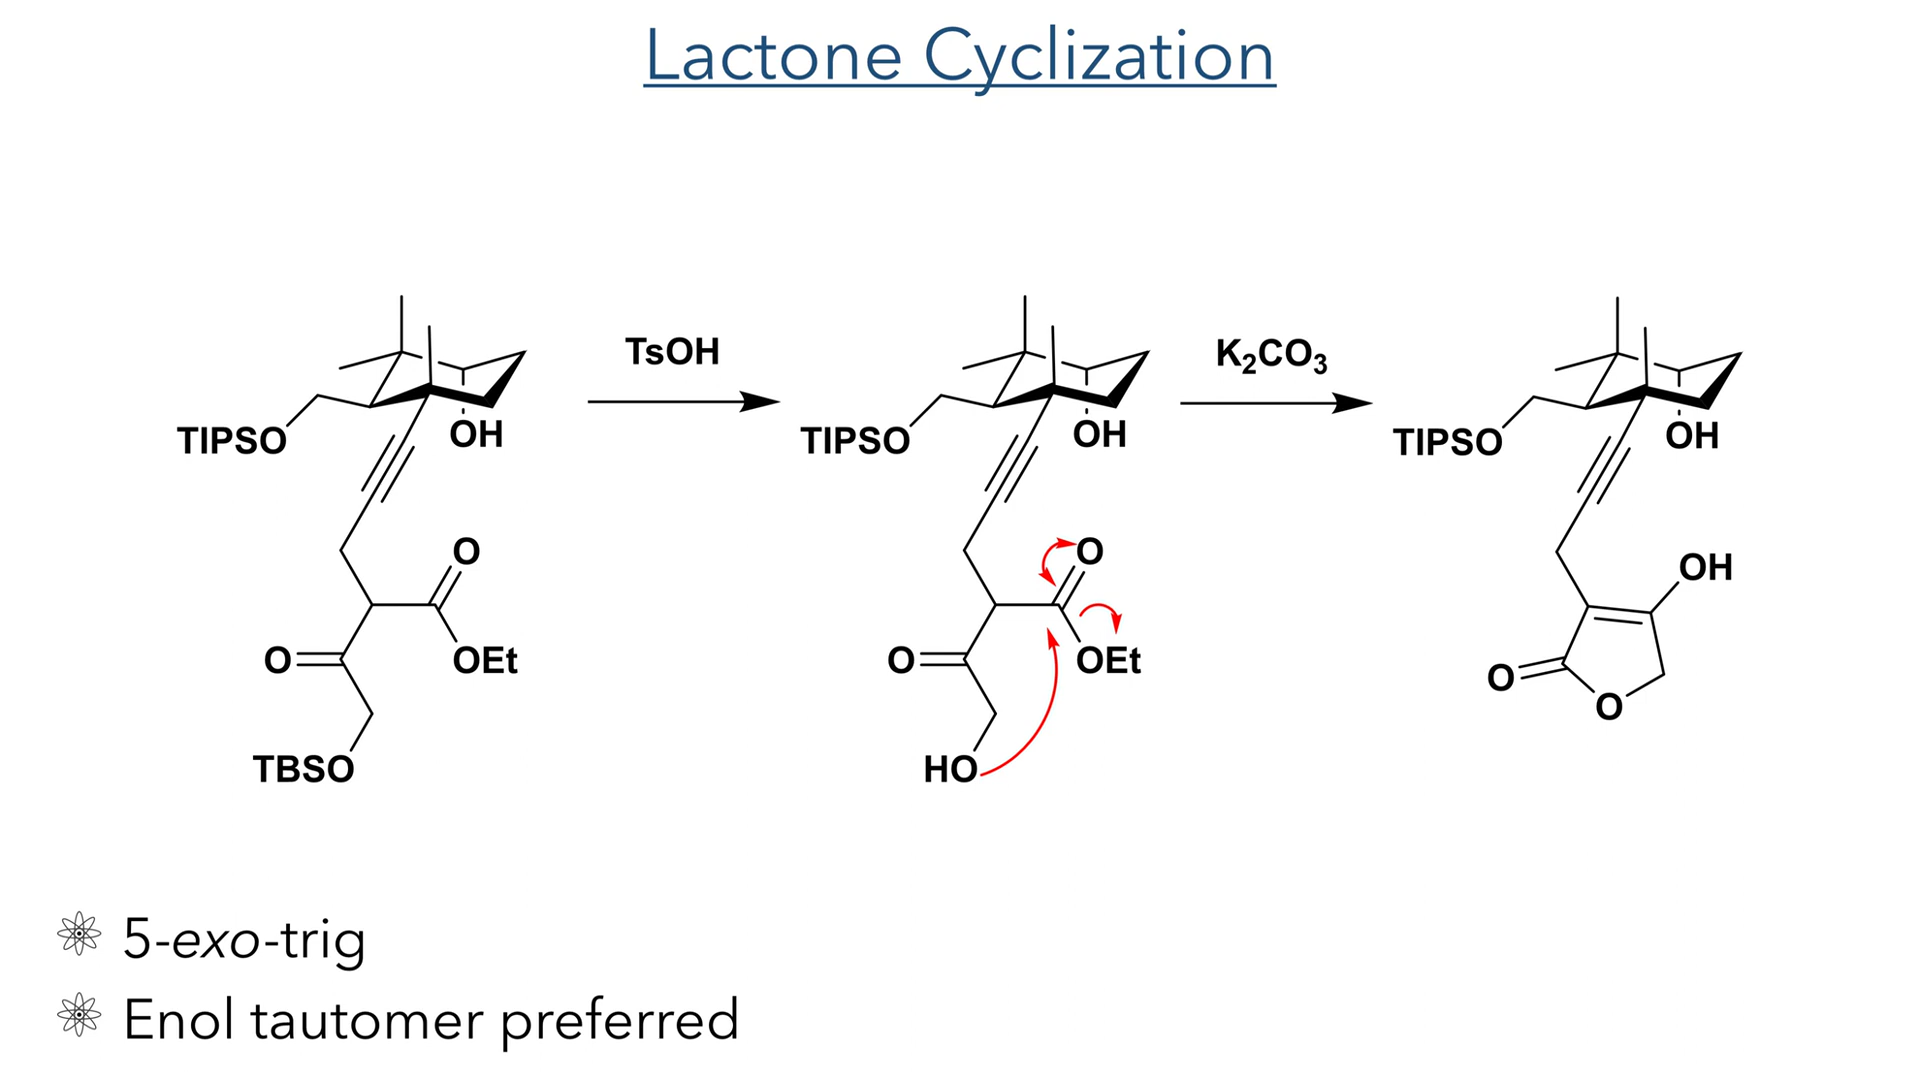 Lactone Cyclization
TsOH
K₂CO₃
TIPSO
OH
O
O
OEt
TBSO
TIPSO
OH
O
O
OEt
HO
TIPSO
OH
OH
O
O
5-exo-trig
Enol tautomer preferred